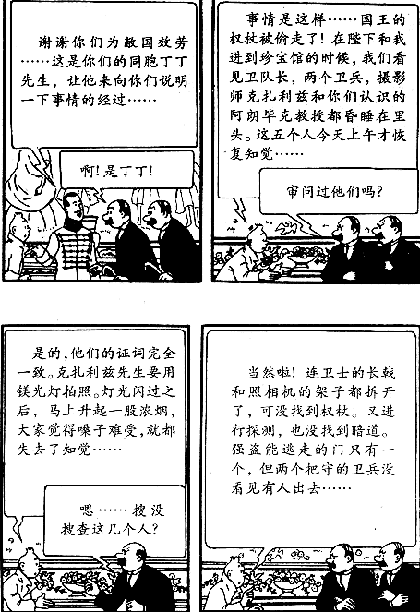 谢谢你们为敝国效劳
……这是你们的同胞丁丁
先生，让他来向你们说明
一下事情的经过……
啊！是丁丁！
事情是这样……国王的
权杖被偷走了！在陛下和我
进到珍宝馆的时候，我们看
见卫队长、两个卫兵，摄影
师克扎利兹和你们认识的
阿朗毕克教授都昏睡在里
头。这五个人今天上午才恢
复知觉……
审问过他们吗？
是的，他们的证词完全
一致。克扎利兹先生要用
镁光灯拍照。灯光闪过之
后，马上升起一股浓烟，
大家觉得嗓子难受，就都
失去了知觉……
嗯……搜没
搜查这几个人？
当然啦！连卫士的长戟
和照相机的架子都拆开
了，可没找到权杖。又进
行探测，也没找到暗道。
强盗能逃走的门只有一
个，但两个把守的卫兵没
看见有人出去……